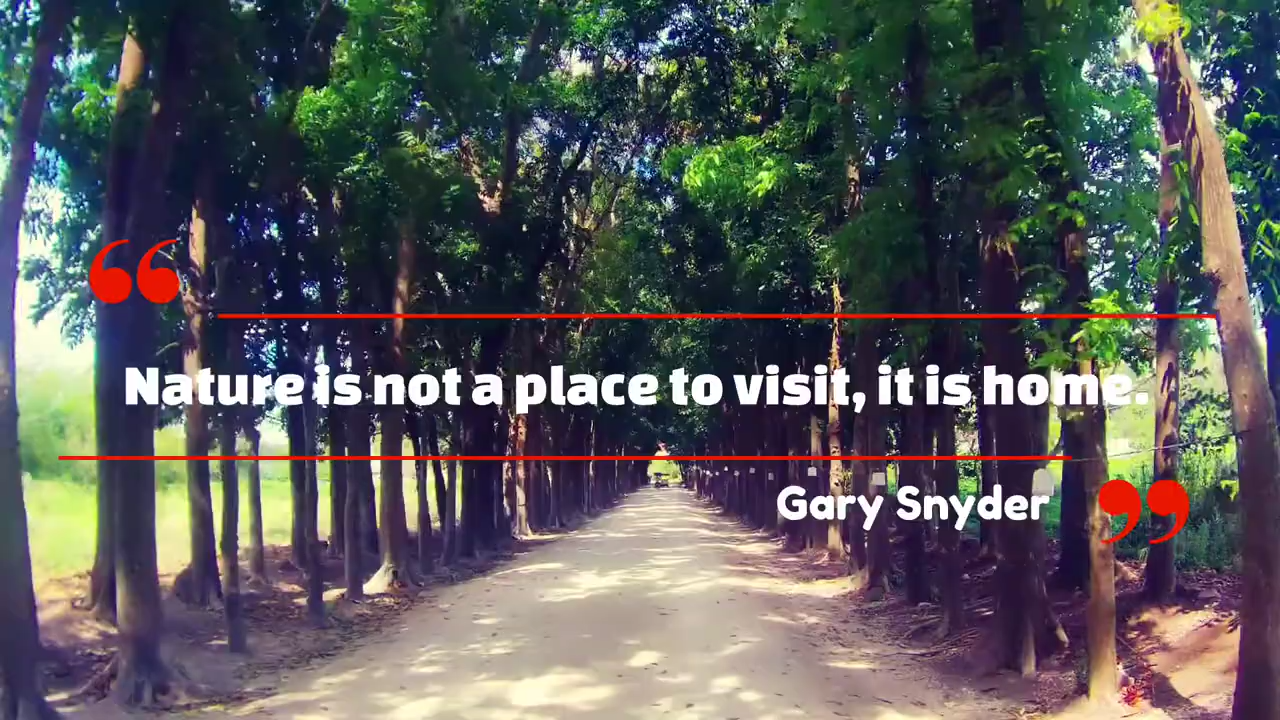 “
Nature is not a place to visit, it is home.
Gary Snyder
”